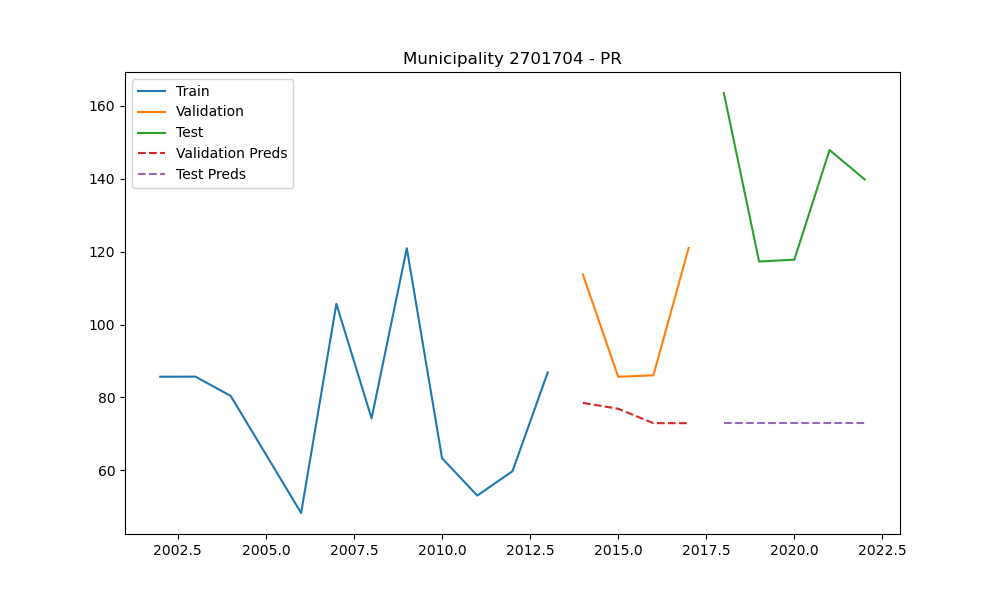 Municipality 2701704 - PR
Train
Validation
Test
Validation Preds
Test Preds
160
140
120
100
80
60
2002.5 2005.0 2007.5 2010.0 2012.5 2015.0 2017.5 2020.0 2022.5